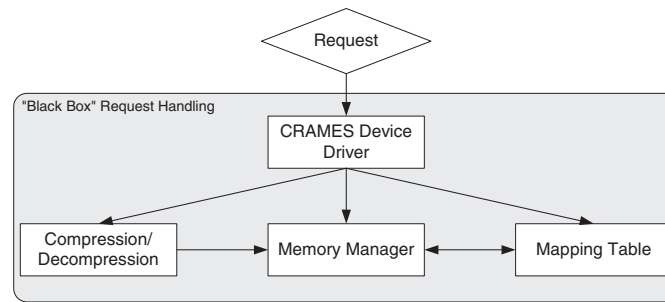 Request
"Black Box" Request Handling
CRAMES Device
Driver
Compression/
Decompression
Memory Manager
Mapping Table